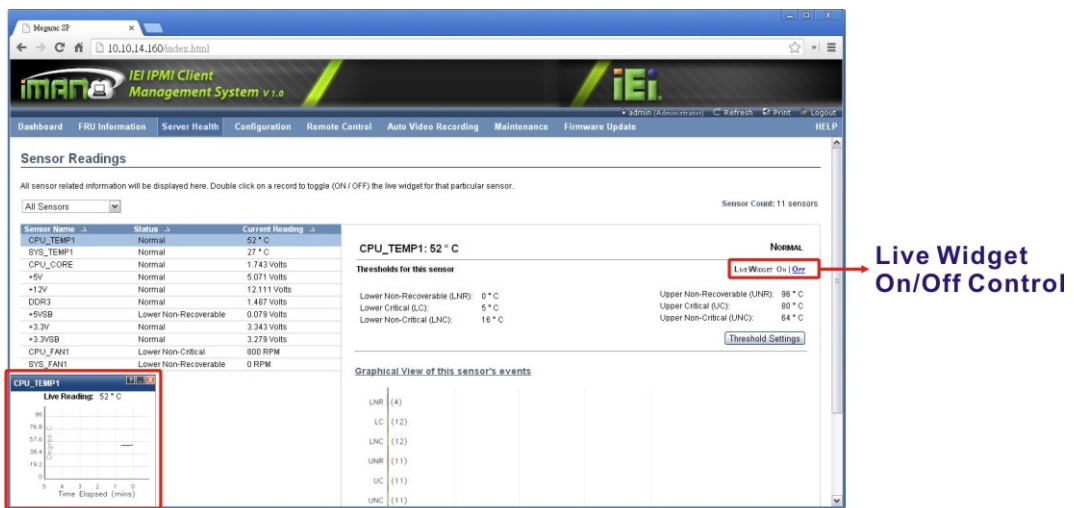 Megarac SP
10.10.14.160/index.html
iMAN
IEI IPMI Client
Management System v 1.0
iEi.
• admin (Administrator) Refresh Print Logout
Dashboard FRU Information Server Health Configuration Remote Control Auto Video Recording Maintenance Firmware Update HELP
Sensor Readings
All sensor related information will be displayed here. Double click on a record to toggle (ON / OFF) the live widget for that particular sensor.
All Sensors
Sensor Count: 11 sensors
Sensor Name Status Current Reading
CPU_TEMP1 Normal 52 ° C
SYS_TEMP1 Normal 27 ° C
CPU_CORE Normal 1.743 Volts
+5V Normal 5.071 Volts
+12V Normal 12.111 Volts
DDR3 Normal 1.487 Volts
+5VSB Lower Non-Recoverable 0.079 Volts
+3.3V Normal 3.343 Volts
+3.3VSB Normal 3.279 Volts
CPU_FAN1 Lower Non-Critical 800 RPM
SYS_FAN1 Lower Non-Recoverable 0 RPM
CPU_TEMP1: 52 ° C
NORMAL
Thresholds for this sensor
LIVE WIDGET On | Off
Lower Non-Recoverable (LNR): 0 ° C
Lower Critical (LC): 5 ° C
Lower Non-Critical (LNC): 16 ° C
Upper Non-Recoverable (UNR): 96 ° C
Upper Critical (UC): 80 ° C
Upper Non-Critical (UNC): 64 ° C
Threshold Settings
Graphical View of this sensor's events
LNR (4)
LC (12)
LNC (12)
UNR (11)
UC (11)
UNC (11)
CPU_TEMP1
Live Reading: 52 ° C
96
76.8
57.6
38.4
19.2
0
Degree C
5 4 3 2 1 0
Time Elapsed (mins)
Live Widget
On/Off Control